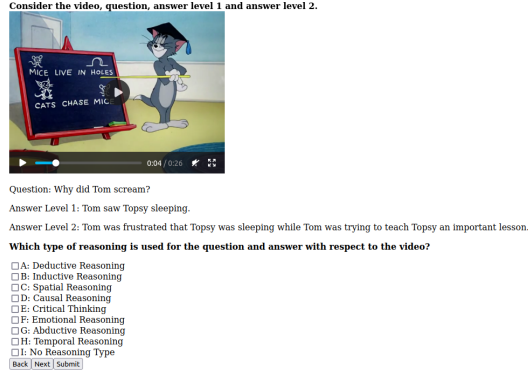 Consider the video, question, answer level 1 and answer level 2.
MICE LIVE IN HOLES
CATS CHASE MICE
0:04 / 0:26
Question: Why did Tom scream?
Answer Level 1: Tom saw Topsy sleeping.
Answer Level 2: Tom was frustrated that Topsy was sleeping while Tom was trying to teach Topsy an important lesson.
Which type of reasoning is used for the question and answer with respect to the video?
A: Deductive Reasoning
B: Inductive Reasoning
C: Spatial Reasoning
D: Causal Reasoning
E: Critical Thinking
F: Emotional Reasoning
G: Abductive Reasoning
H: Temporal Reasoning
I: No Reasoning Type
Back Next Submit